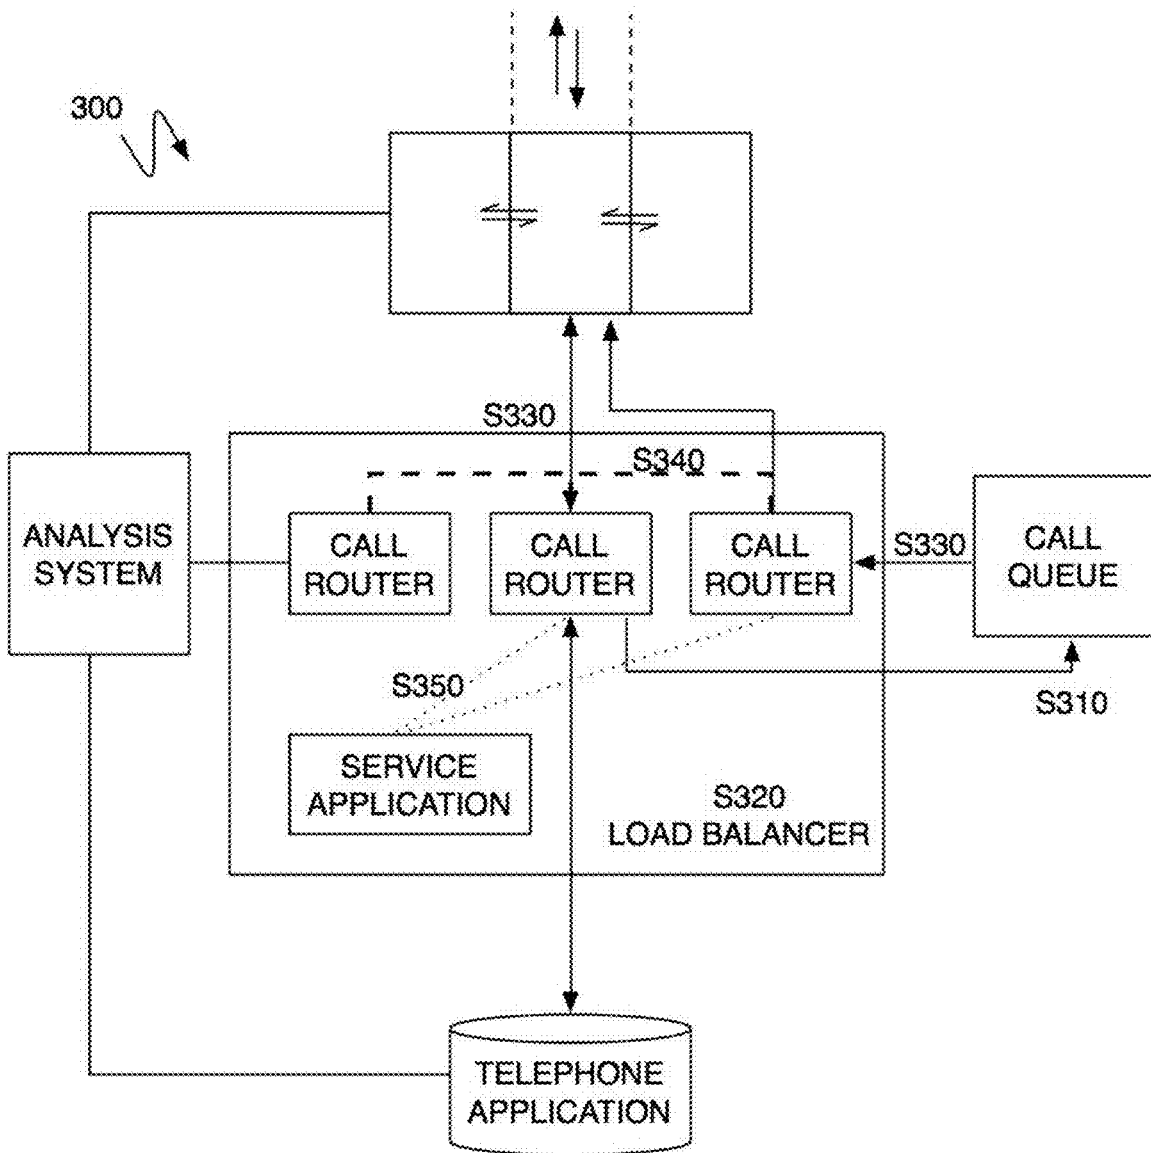 300
S330
S340
ANALYSIS
SYSTEM
CALL
ROUTER
CALL
ROUTER
CALL
ROUTER
S330
CALL
QUEUE
S350
S310
SERVICE
APPLICATION
S320
LOAD BALANCER
TELEPHONE
APPLICATION